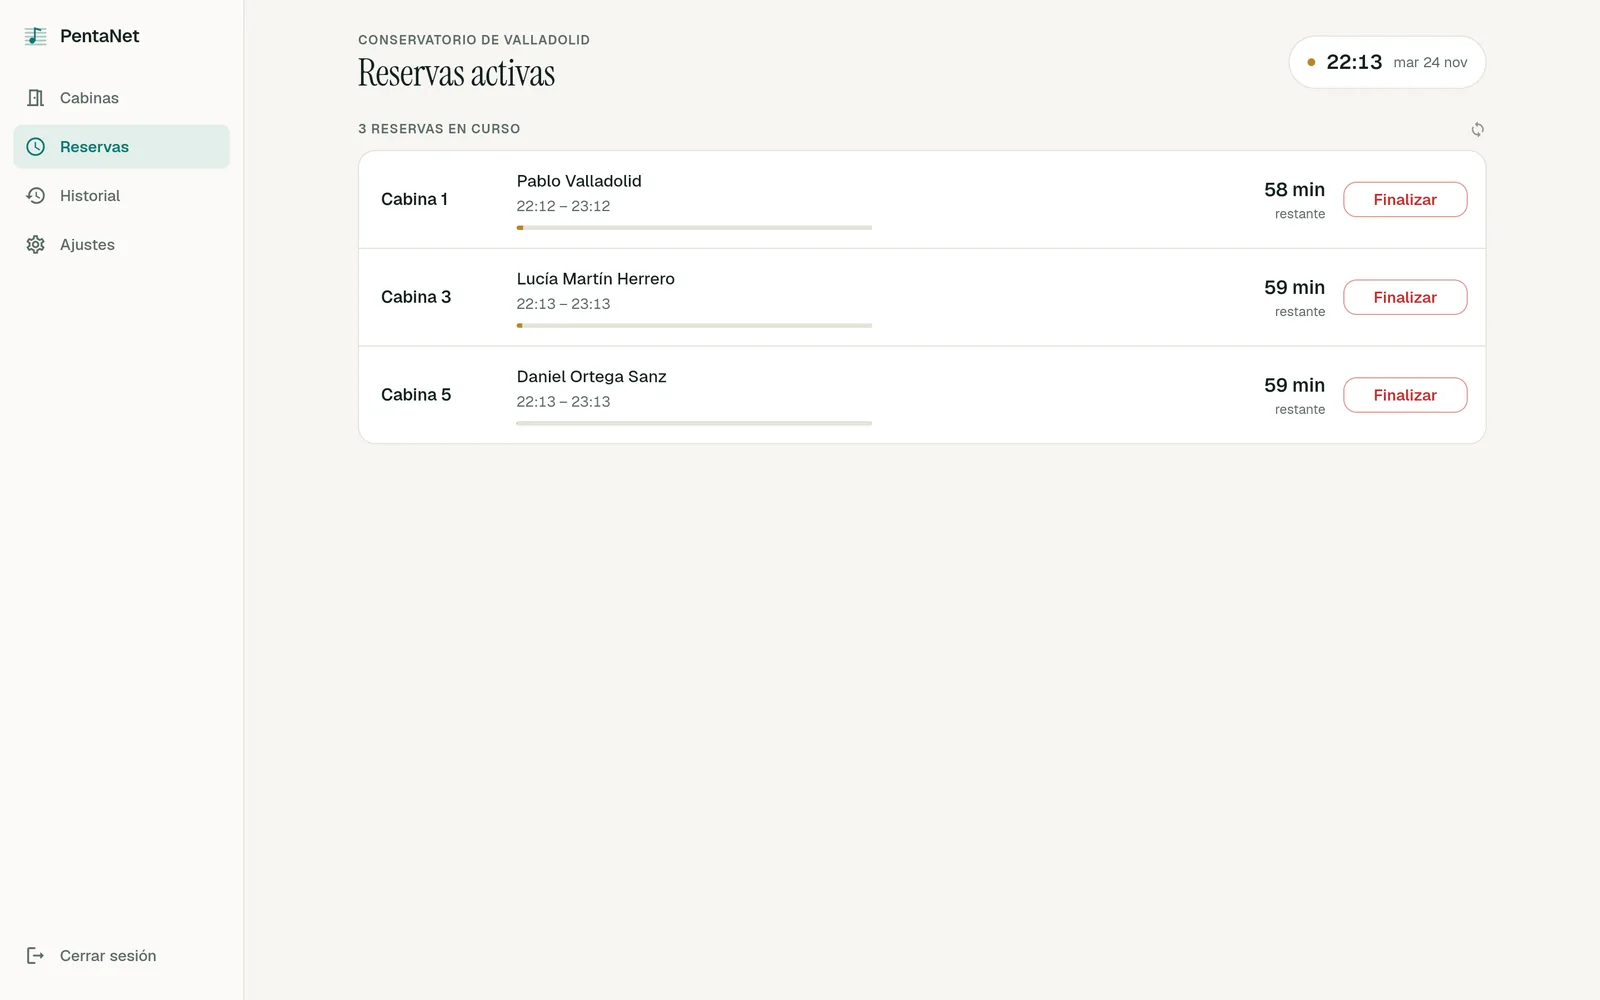 PentaNet
Cabinas
Reservas
Historial
Ajustes
Cerrar sesión
CONSERVATORIO DE VALLADOLID
Reservas activas
22:13 mar 24 nov
3 RESERVAS EN CURSO
Cabina 1
Pablo Valladolid
22:12 – 23:12
58 min
restante
Finalizar
Cabina 3
Lucía Martín Herrero
22:13 – 23:13
59 min
restante
Finalizar
Cabina 5
Daniel Ortega Sanz
22:13 – 23:13
59 min
restante
Finalizar